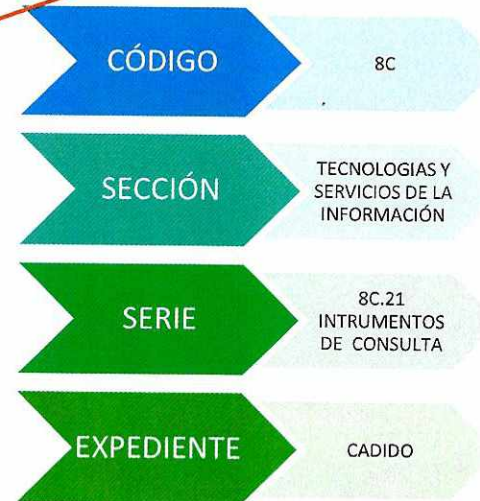 CÓDIGO
8C
SECCIÓN
TECNOLOGIAS Y
SERVICIOS DE LA
INFORMACIÓN
SERIE
8C.21
INTRUMENTOS
DE CONSULTA
EXPEDIENTE
CADIDO